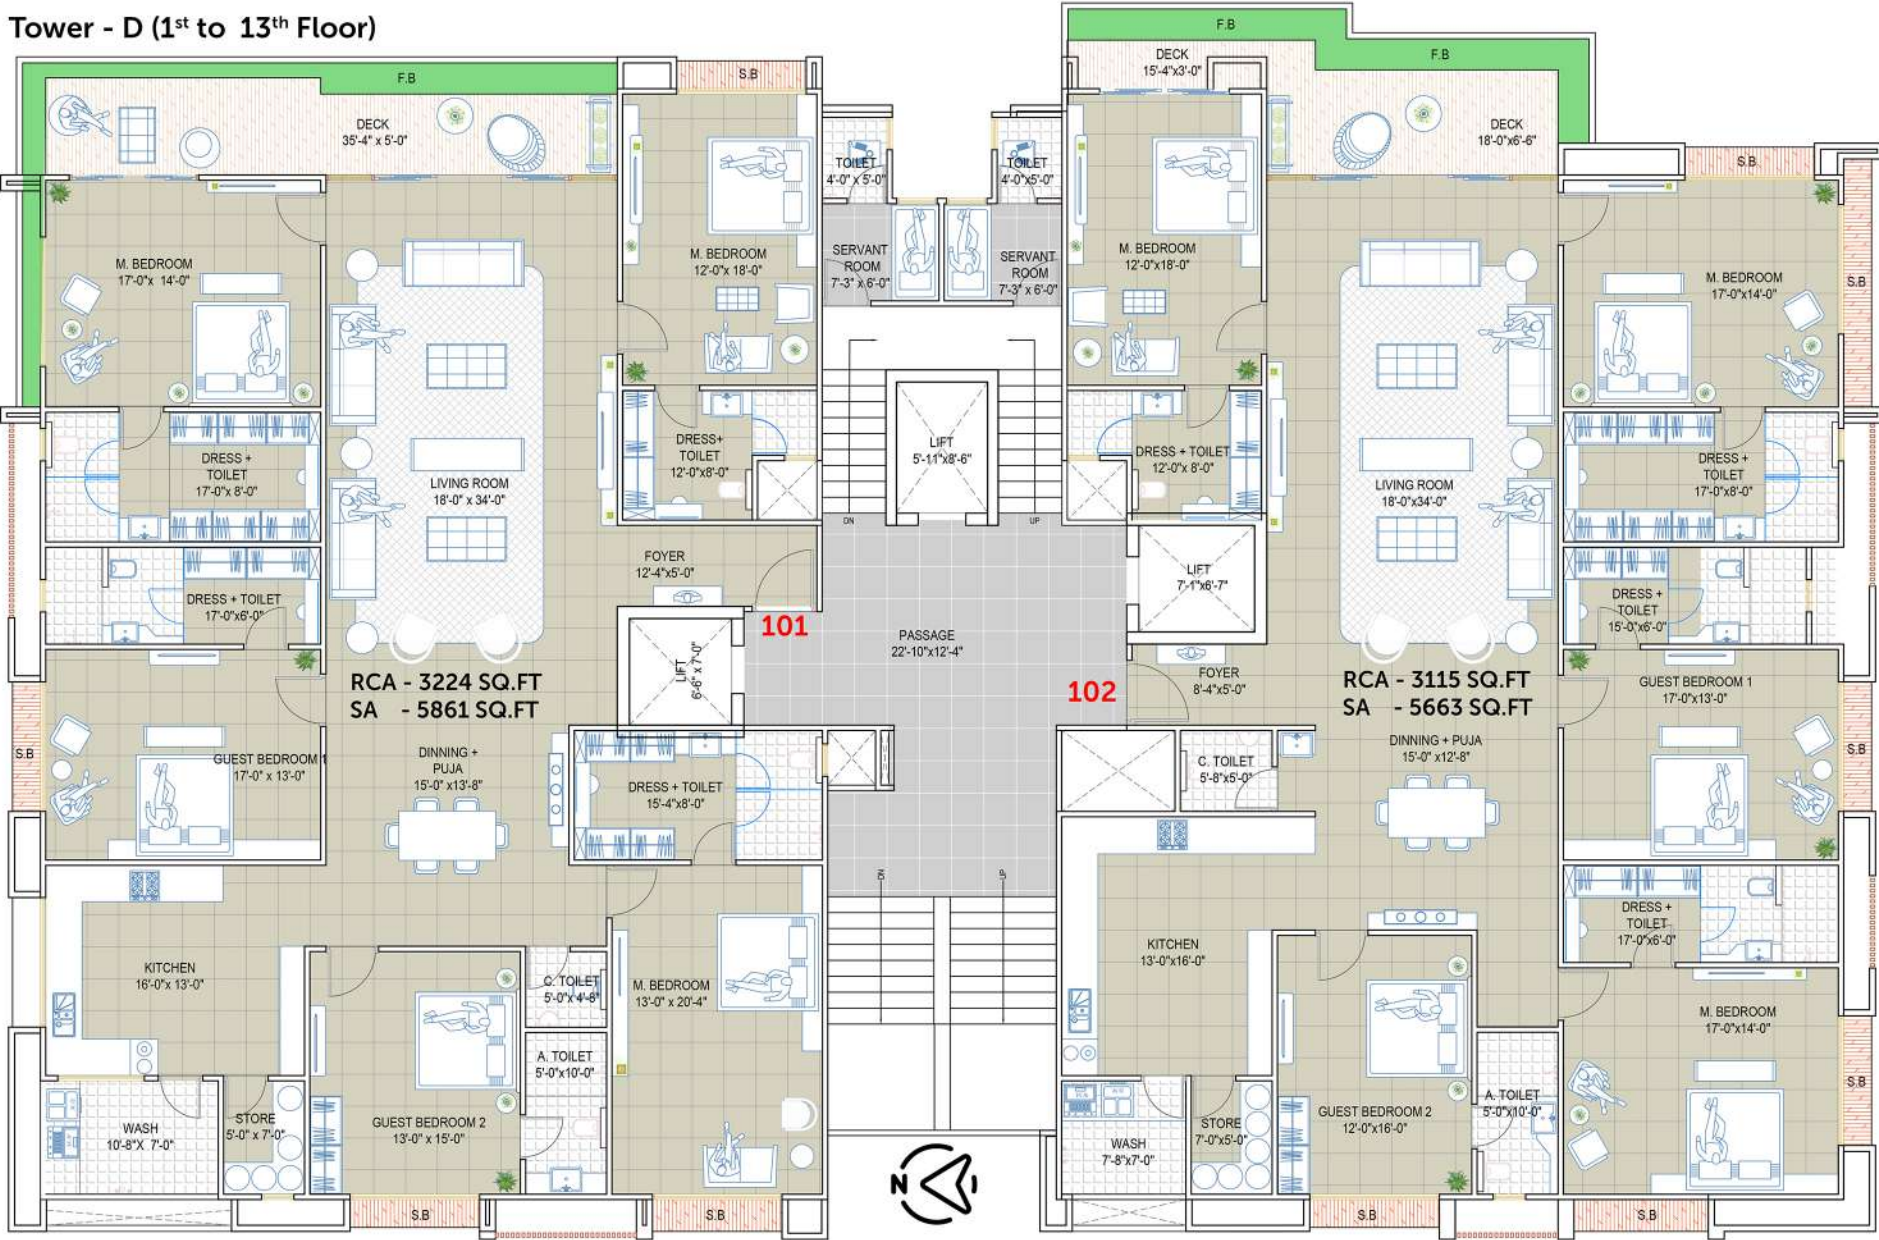 Tower - D (1st to 13th Floor)
F.B
DECK
35'-4" x 5'-0"
M. BEDROOM
17'-0"x 14'-0"
DRESS +
TOILET
17'-0"x 8'-0"
DRESS + TOILET
17'-0"x6'-0"
S.B
GUEST BEDROOM 1
17'-0" x 13'-0"
LIVING ROOM
18'-0" x 34'-0"
RCA - 3224 SQ.FT
SA - 5861 SQ.FT
DINNING +
PUJA
15'-0" x13'-8"
KITCHEN
16'-0"x 13'-0"
WASH
10'-8"X 7'-0"
STORE
5'-0" x 7'-0"
GUEST BEDROOM 2
13'-0" x 15'-0"
S.B
C. TOILET
5'-0"x 4'-8"
A. TOILET
5'-0"x10'-0"
M. BEDROOM
13'-0" x 20'-4"
S.B
DRESS + TOILET
15'-4"x8'-0"
S.B
M. BEDROOM
12'-0"x 18'-0"
DRESS+
TOILET
12'-0"x8'-0"
FOYER
12'-4"x5'-0"
LIFT
6'-6" x 7'-0"
101
TOILET
4'-0" x 5'-0"
SERVANT
ROOM
7'-3" x 6'-0"
TOILET
4'-0"x5'-0"
SERVANT
ROOM
7'-3" x 6'-0"
LIFT
5'-11"x8'-6"
DN
UP
PASSAGE
22'-10"x12'-4"
DN
UP
N
102
F.B
F.B
DECK
15'-4"x3'-0"
DECK
18'-0"x6'-6"
M. BEDROOM
12'-0"x18'-0"
DRESS + TOILET
12'-0"x 8'-0"
LIFT
7'-1"x6'-7"
FOYER
8'-4"x5'-0"
C. TOILET
5'-8"x5'-0"
LIVING ROOM
18'-0"x34'-0"
RCA - 3115 SQ.FT
SA - 5663 SQ.FT
DINNING + PUJA
15'-0" x12'-8"
KITCHEN
13'-0"x16'-0"
WASH
7'-8"x7'-0"
STORE
7'-0"x5'-0"
GUEST BEDROOM 2
12'-0"x16'-0"
S.B
A. TOILET
5'-0"x10'-0"
S.B
M. BEDROOM
17'-0"x14'-0"
S.B
DRESS +
TOILET
17'-0"x8'-0"
DRESS +
TOILET
15'-0"x6'-0"
GUEST BEDROOM 1
17'-0"x13'-0"
S.B
DRESS +
TOILET
17'-0"x6'-0"
M. BEDROOM
17'-0"x14'-0"
S.B
S.B